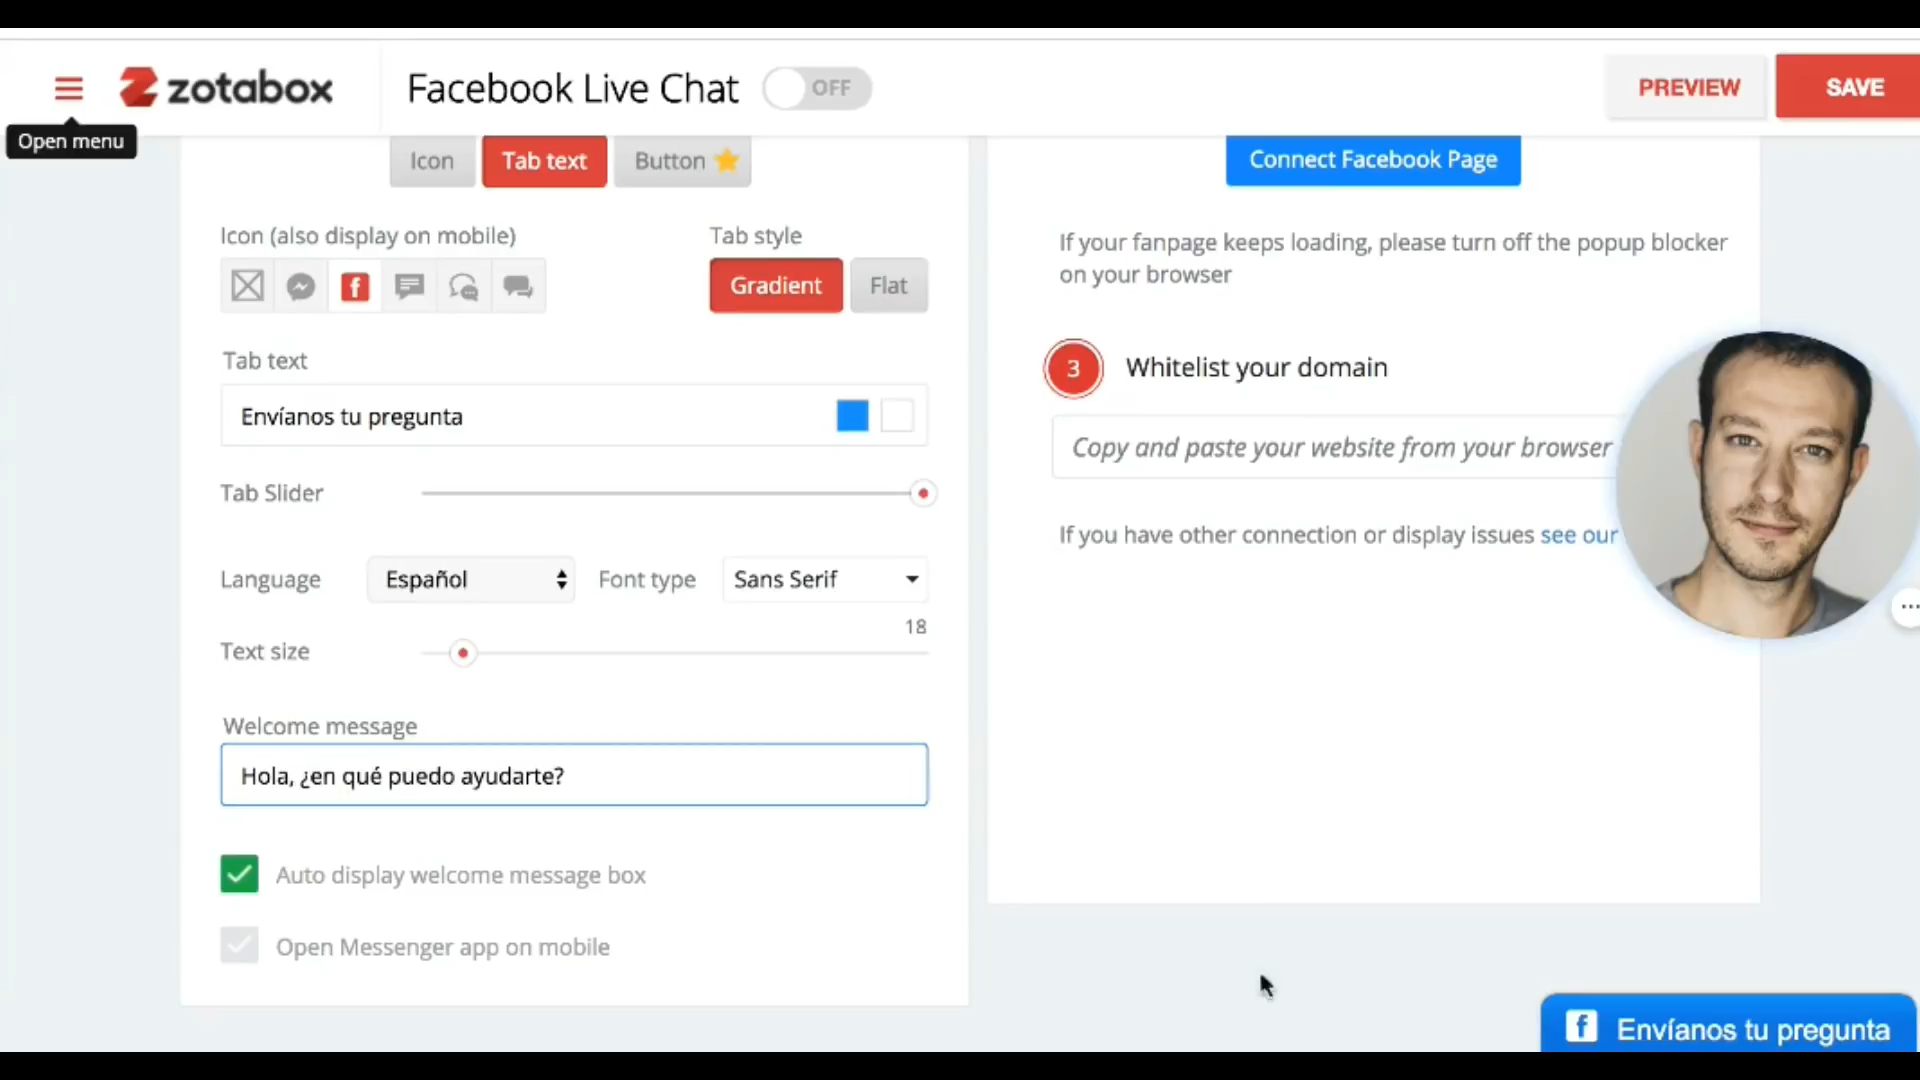 zotabox
Facebook Live Chat
OFF
PREVIEW
SAVE
Open menu
Icon
Tab text
Button
Connect Facebook Page
Icon (also display on mobile)
Tab style
Gradient
Flat
If your fanpage keeps loading, please turn off the popup blocker
on your browser
Tab text
Envíanos tu pregunta
3
Whitelist your domain
Copy and paste your website from your browser
Tab Slider
If you have other connection or display issues see our
Language
Español
Font type
Sans Serif
18
Text size
Welcome message
Hola, ¿en qué puedo ayudarte?
Auto display welcome message box
Open Messenger app on mobile
Envíanos tu pregunta